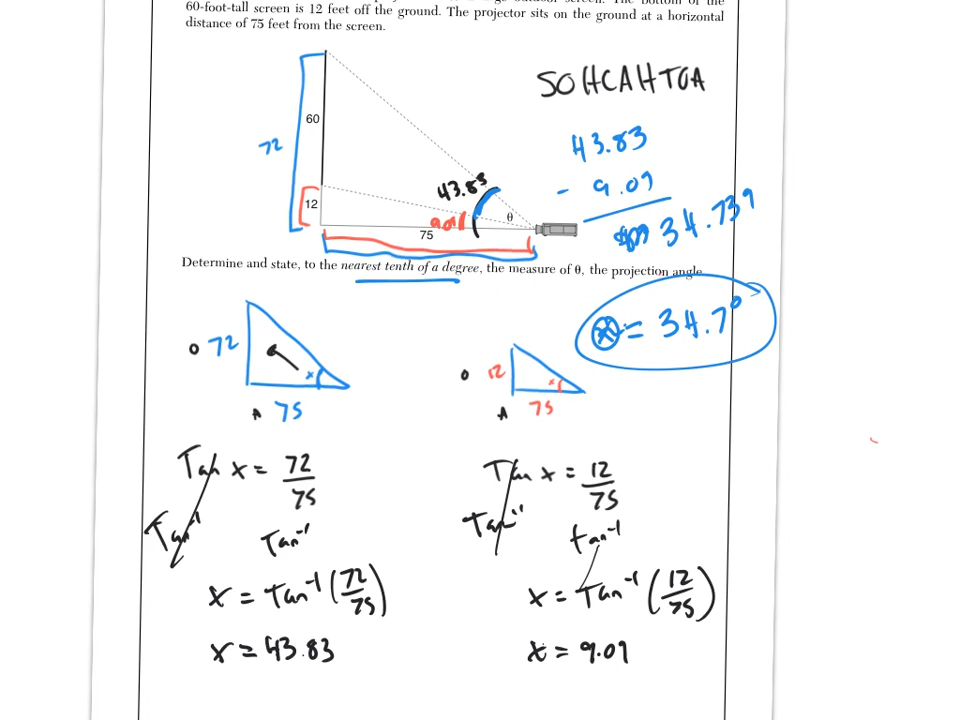 60-foot-tall screen is 12 feet off the ground. The projector sits on the ground at a horizontal
distance of 75 feet from the screen.
SOHCAHTOA
60
72
43.83
- 9.09
34.739
43.83
12
θ
75
Determine and state, to the nearest tenth of a degree, the measure of θ, the projection angle.
= 34.7°
O 72
x
A 75
O 12
x
A 75
Tan x = 72/75
Tan⁻¹ Tan⁻¹
x = Tan⁻¹ (72/75)
x = 43.83
Tan x = 12/75
Tan⁻¹ tan⁻¹
x = Tan⁻¹ (12/75)
x = 9.09